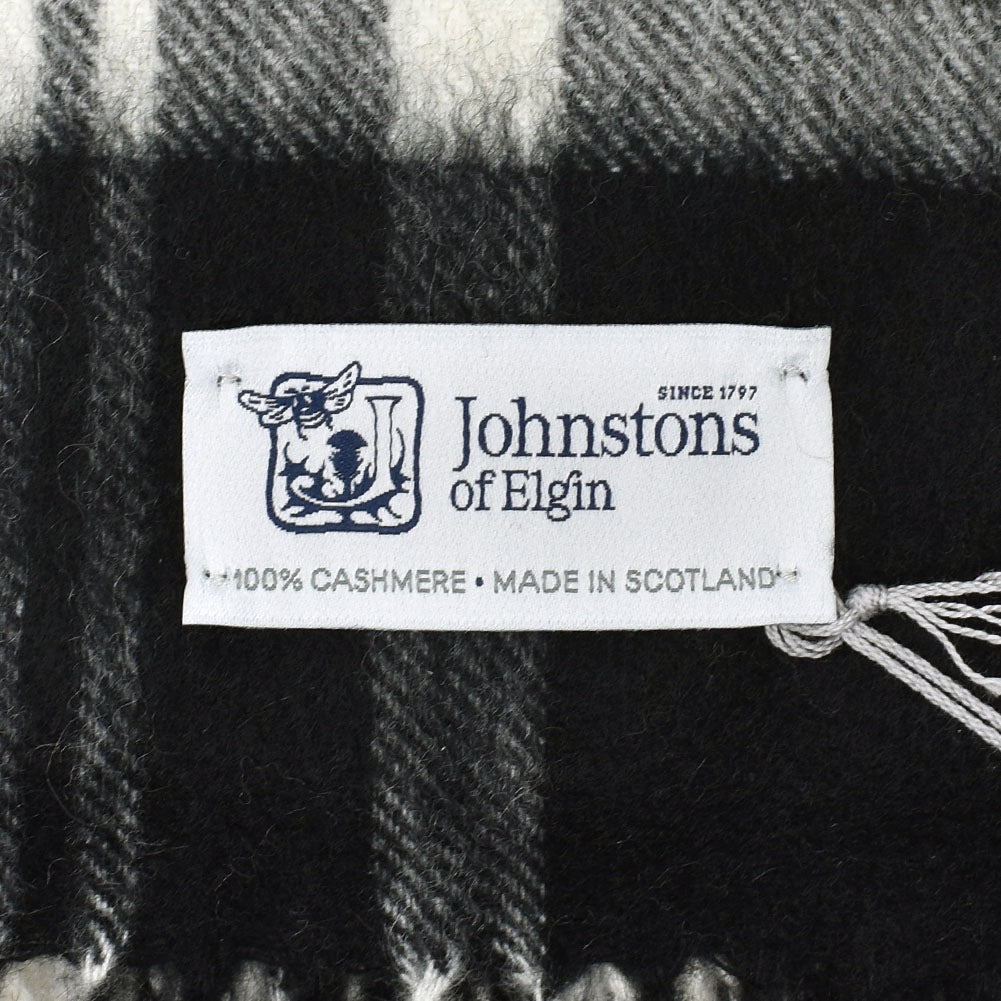 SINCE 1797
Johnstons
of Elgin
100% CASHMERE • MADE IN SCOTLAND